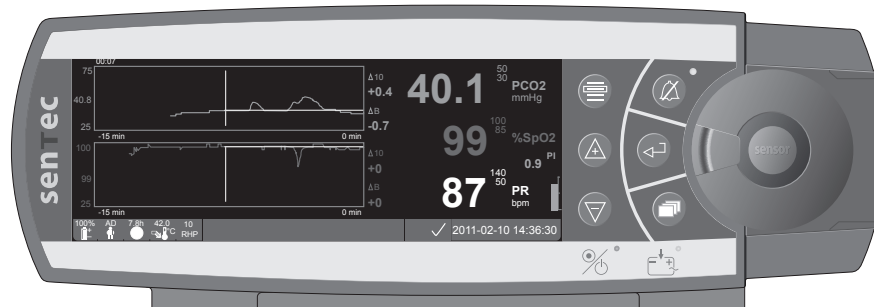 sentec
00:07
75
40.8
25
-15 min
0 min
Δ10
+0.4
ΔB
-0.7
40.1
50
30
PCO2
mmHg
100
99
25
-15 min
0 min
Δ10
+0
ΔB
+0
99
100
85
%SpO2
0.9 PI
87
140
50
PR
bpm
100%
AD
7.8h
42.0
°C
10
RHP
2011-02-10 14:36:30
sensor